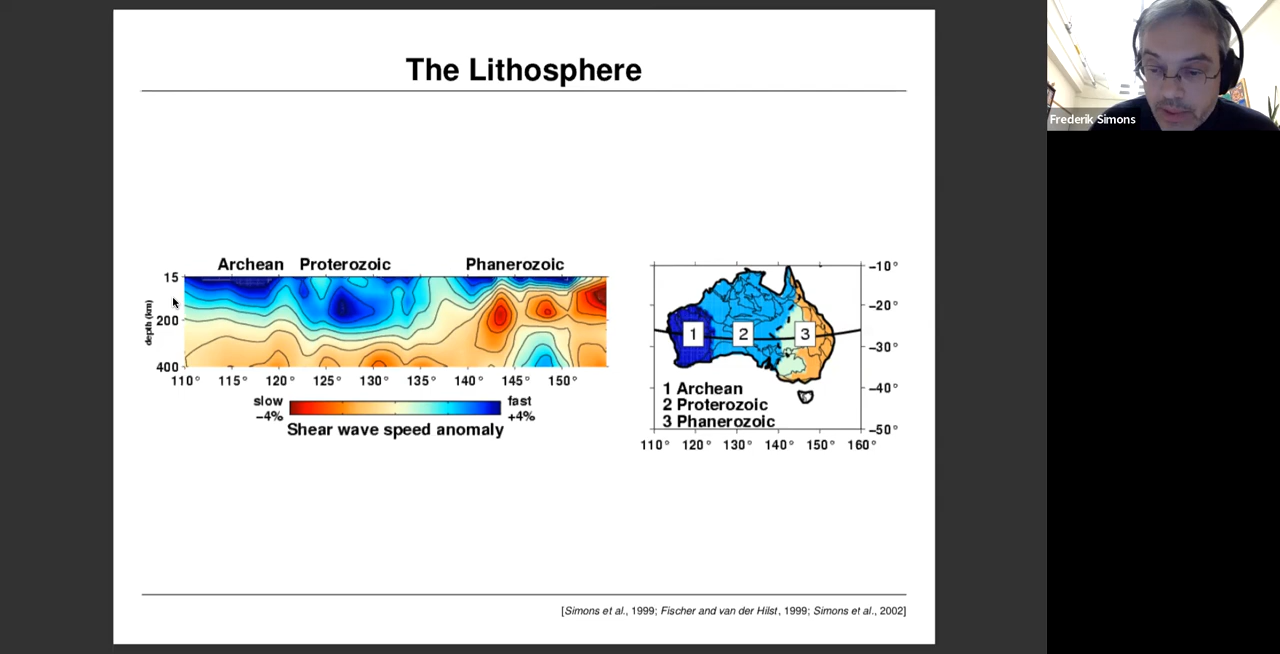 The Lithosphere
Archean Proterozoic Phanerozoic
15
200
400
depth (km)
110° 115° 120° 125° 130° 135° 140° 145° 150°
slow
−4%
fast
+4%
Shear wave speed anomaly
−10°
−20°
−30°
−40°
−50°
1 2 3
1 Archean
2 Proterozoic
3 Phanerozoic
110° 120° 130° 140° 150° 160°
[Simons et al., 1999; Fischer and van der Hilst, 1999; Simons et al., 2002]
Frederik Simons